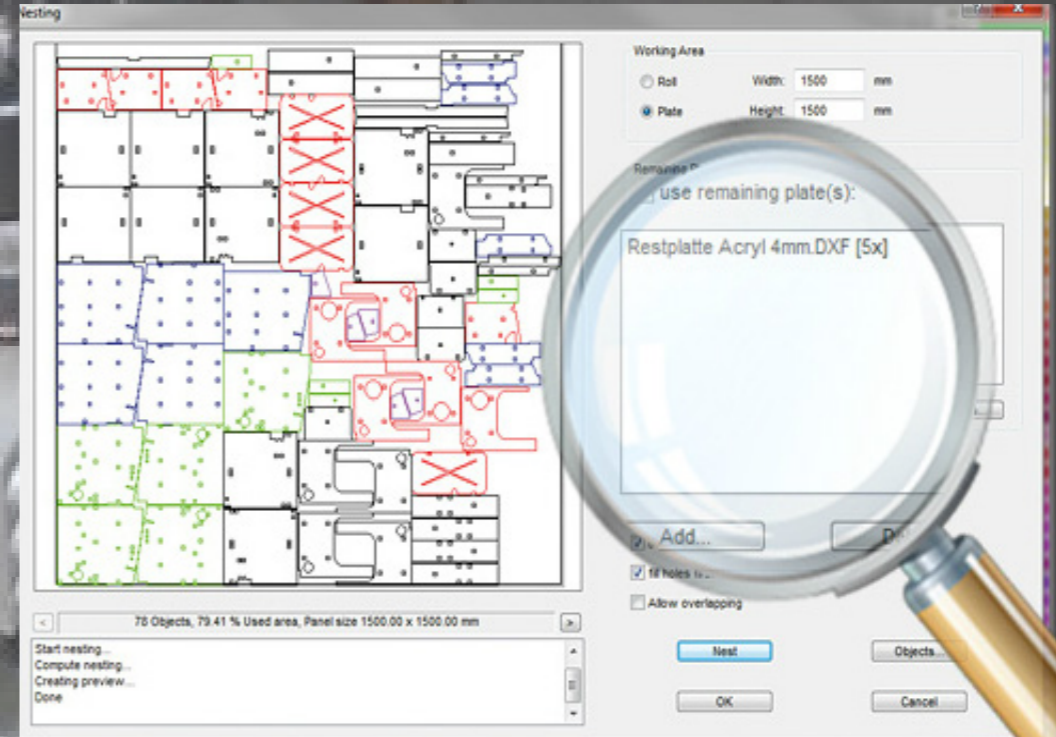 Nesting
Working Area
Roll
Width: 1500 mm
Plate
Height: 1500 mm
Remaining
use remaining plate(s):
Restplatte Acryl 4mm.DXF [5x]
Add...
fill holes
Allow overlapping
< 78 Objects, 79.41 % Used area, Panel size 1500.00 x 1500.00 mm >
Start nesting...
Compute nesting...
Creating preview...
Done
Nest
Objects...
OK
Cancel